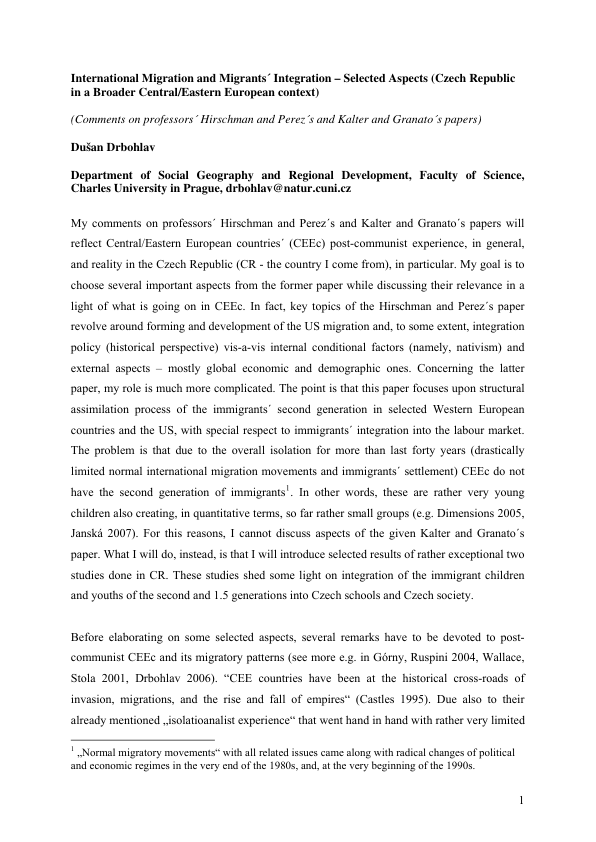 International Migration and Migrants´ Integration – Selected Aspects (Czech Republic
in a Broader Central/Eastern European context)
(Comments on professors´ Hirschman and Perez´s and Kalter and Granato´s papers)
Dušan Drbohlav
Department of Social Geography and Regional Development, Faculty of Science,
Charles University in Prague, drbohlav@natur.cuni.cz
My comments on professors´ Hirschman and Perez´s and Kalter and Granato´s papers will
reflect Central/Eastern European countries´ (CEEc) post-communist experience, in general,
and reality in the Czech Republic (CR - the country I come from), in particular. My goal is to
choose several important aspects from the former paper while discussing their relevance in a
light of what is going on in CEEc. In fact, key topics of the Hirschman and Perez´s paper
revolve around forming and development of the US migration and, to some extent, integration
policy (historical perspective) vis-a-vis internal conditional factors (namely, nativism) and
external aspects – mostly global economic and demographic ones. Concerning the latter
paper, my role is much more complicated. The point is that this paper focuses upon structural
assimilation process of the immigrants´ second generation in selected Western European
countries and the US, with special respect to immigrants´ integration into the labour market.
The problem is that due to the overall isolation for more than last forty years (drastically
limited normal international migration movements and immigrants´ settlement) CEEc do not
have the second generation of immigrants1. In other words, these are rather very young
children also creating, in quantitative terms, so far rather small groups (e.g. Dimensions 2005,
Janská 2007). For this reasons, I cannot discuss aspects of the given Kalter and Granato´s
paper. What I will do, instead, is that I will introduce selected results of rather exceptional two
studies done in CR. These studies shed some light on integration of the immigrant children
and youths of the second and 1.5 generations into Czech schools and Czech society.
Before elaborating on some selected aspects, several remarks have to be devoted to post-
communist CEEc and its migratory patterns (see more e.g. in Górny, Ruspini 2004, Wallace,
Stola 2001, Drbohlav 2006). “CEE countries have been at the historical cross-roads of
invasion, migrations, and the rise and fall of empires“ (Castles 1995). Due also to their
already mentioned „isolatioanalist experience“ that went hand in hand with rather very limited
1 „Normal migratory movements“ with all related issues came along with radical changes of political
and economic regimes in the very end of the 1980s, and, at the very beginning of the 1990s.
1